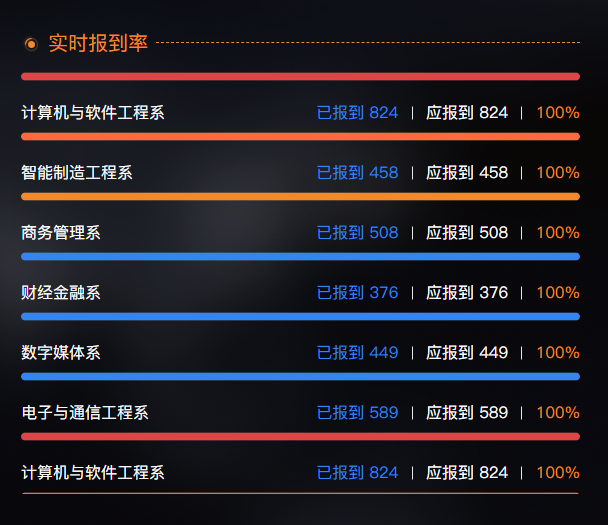 实时报到率
计算机与软件工程系 已报到 824 | 应报到 824 | 100%
智能制造工程系 已报到 458 | 应报到 458 | 100%
商务管理系 已报到 508 | 应报到 508 | 100%
财经金融系 已报到 376 | 应报到 376 | 100%
数字媒体系 已报到 449 | 应报到 449 | 100%
电子与通信工程系 已报到 589 | 应报到 589 | 100%
计算机与软件工程系 已报到 824 | 应报到 824 | 100%